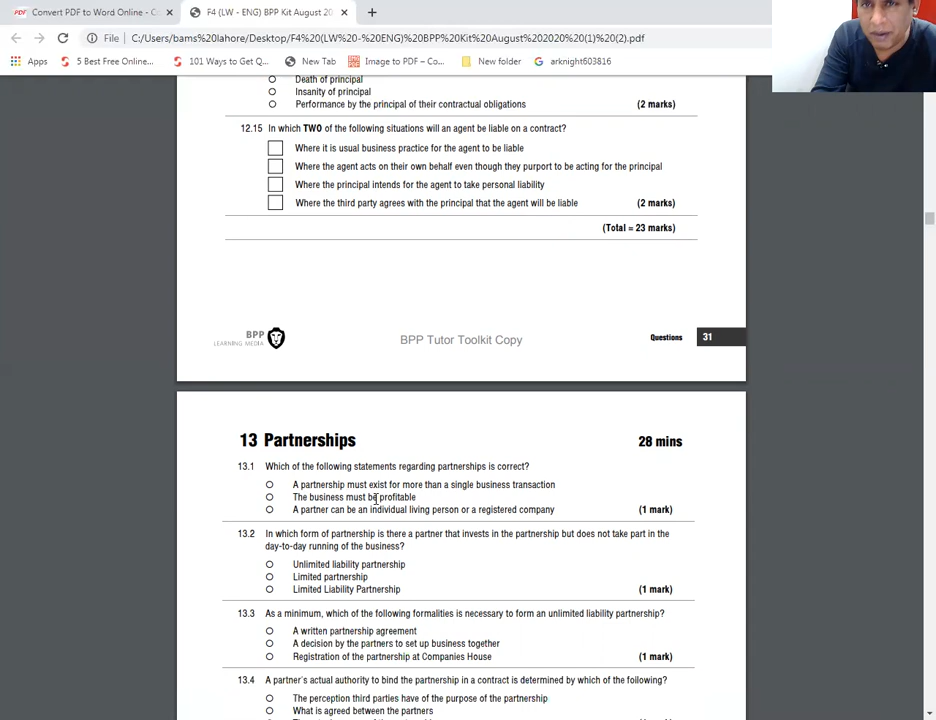 Convert PDF to Word Online - C
F4 (LW - ENG) BPP Kit August 20
File
C:/Users/bams%20lahore/Desktop/F4%20(LW%20-%20ENG)%20BPP%20Kit%20August%202020%20(1)%20(2).pdf
Apps
5 Best Free Online...
101 Ways to Get Q...
New Tab
Image to PDF – Co...
New folder
arknight603816
Death of principal
Insanity of principal
Performance by the principal of their contractual obligations (2 marks)
12.15 In which TWO of the following situations will an agent be liable on a contract?
Where it is usual business practice for the agent to be liable
Where the agent acts on their own behalf even though they purport to be acting for the principal
Where the principal intends for the agent to take personal liability
Where the third party agrees with the principal that the agent will be liable (2 marks)
(Total = 23 marks)
BPP
LEARNING MEDIA
BPP Tutor Toolkit Copy
Questions 31
13 Partnerships 28 mins
13.1 Which of the following statements regarding partnerships is correct?
A partnership must exist for more than a single business transaction
The business must be profitable
A partner can be an individual living person or a registered company (1 mark)
13.2 In which form of partnership is there a partner that invests in the partnership but does not take part in the
day-to-day running of the business?
Unlimited liability partnership
Limited partnership
Limited Liability Partnership (1 mark)
13.3 As a minimum, which of the following formalities is necessary to form an unlimited liability partnership?
A written partnership agreement
A decision by the partners to set up business together
Registration of the partnership at Companies House (1 mark)
13.4 A partner's actual authority to bind the partnership in a contract is determined by which of the following?
The perception third parties have of the purpose of the partnership
What is agreed between the partners